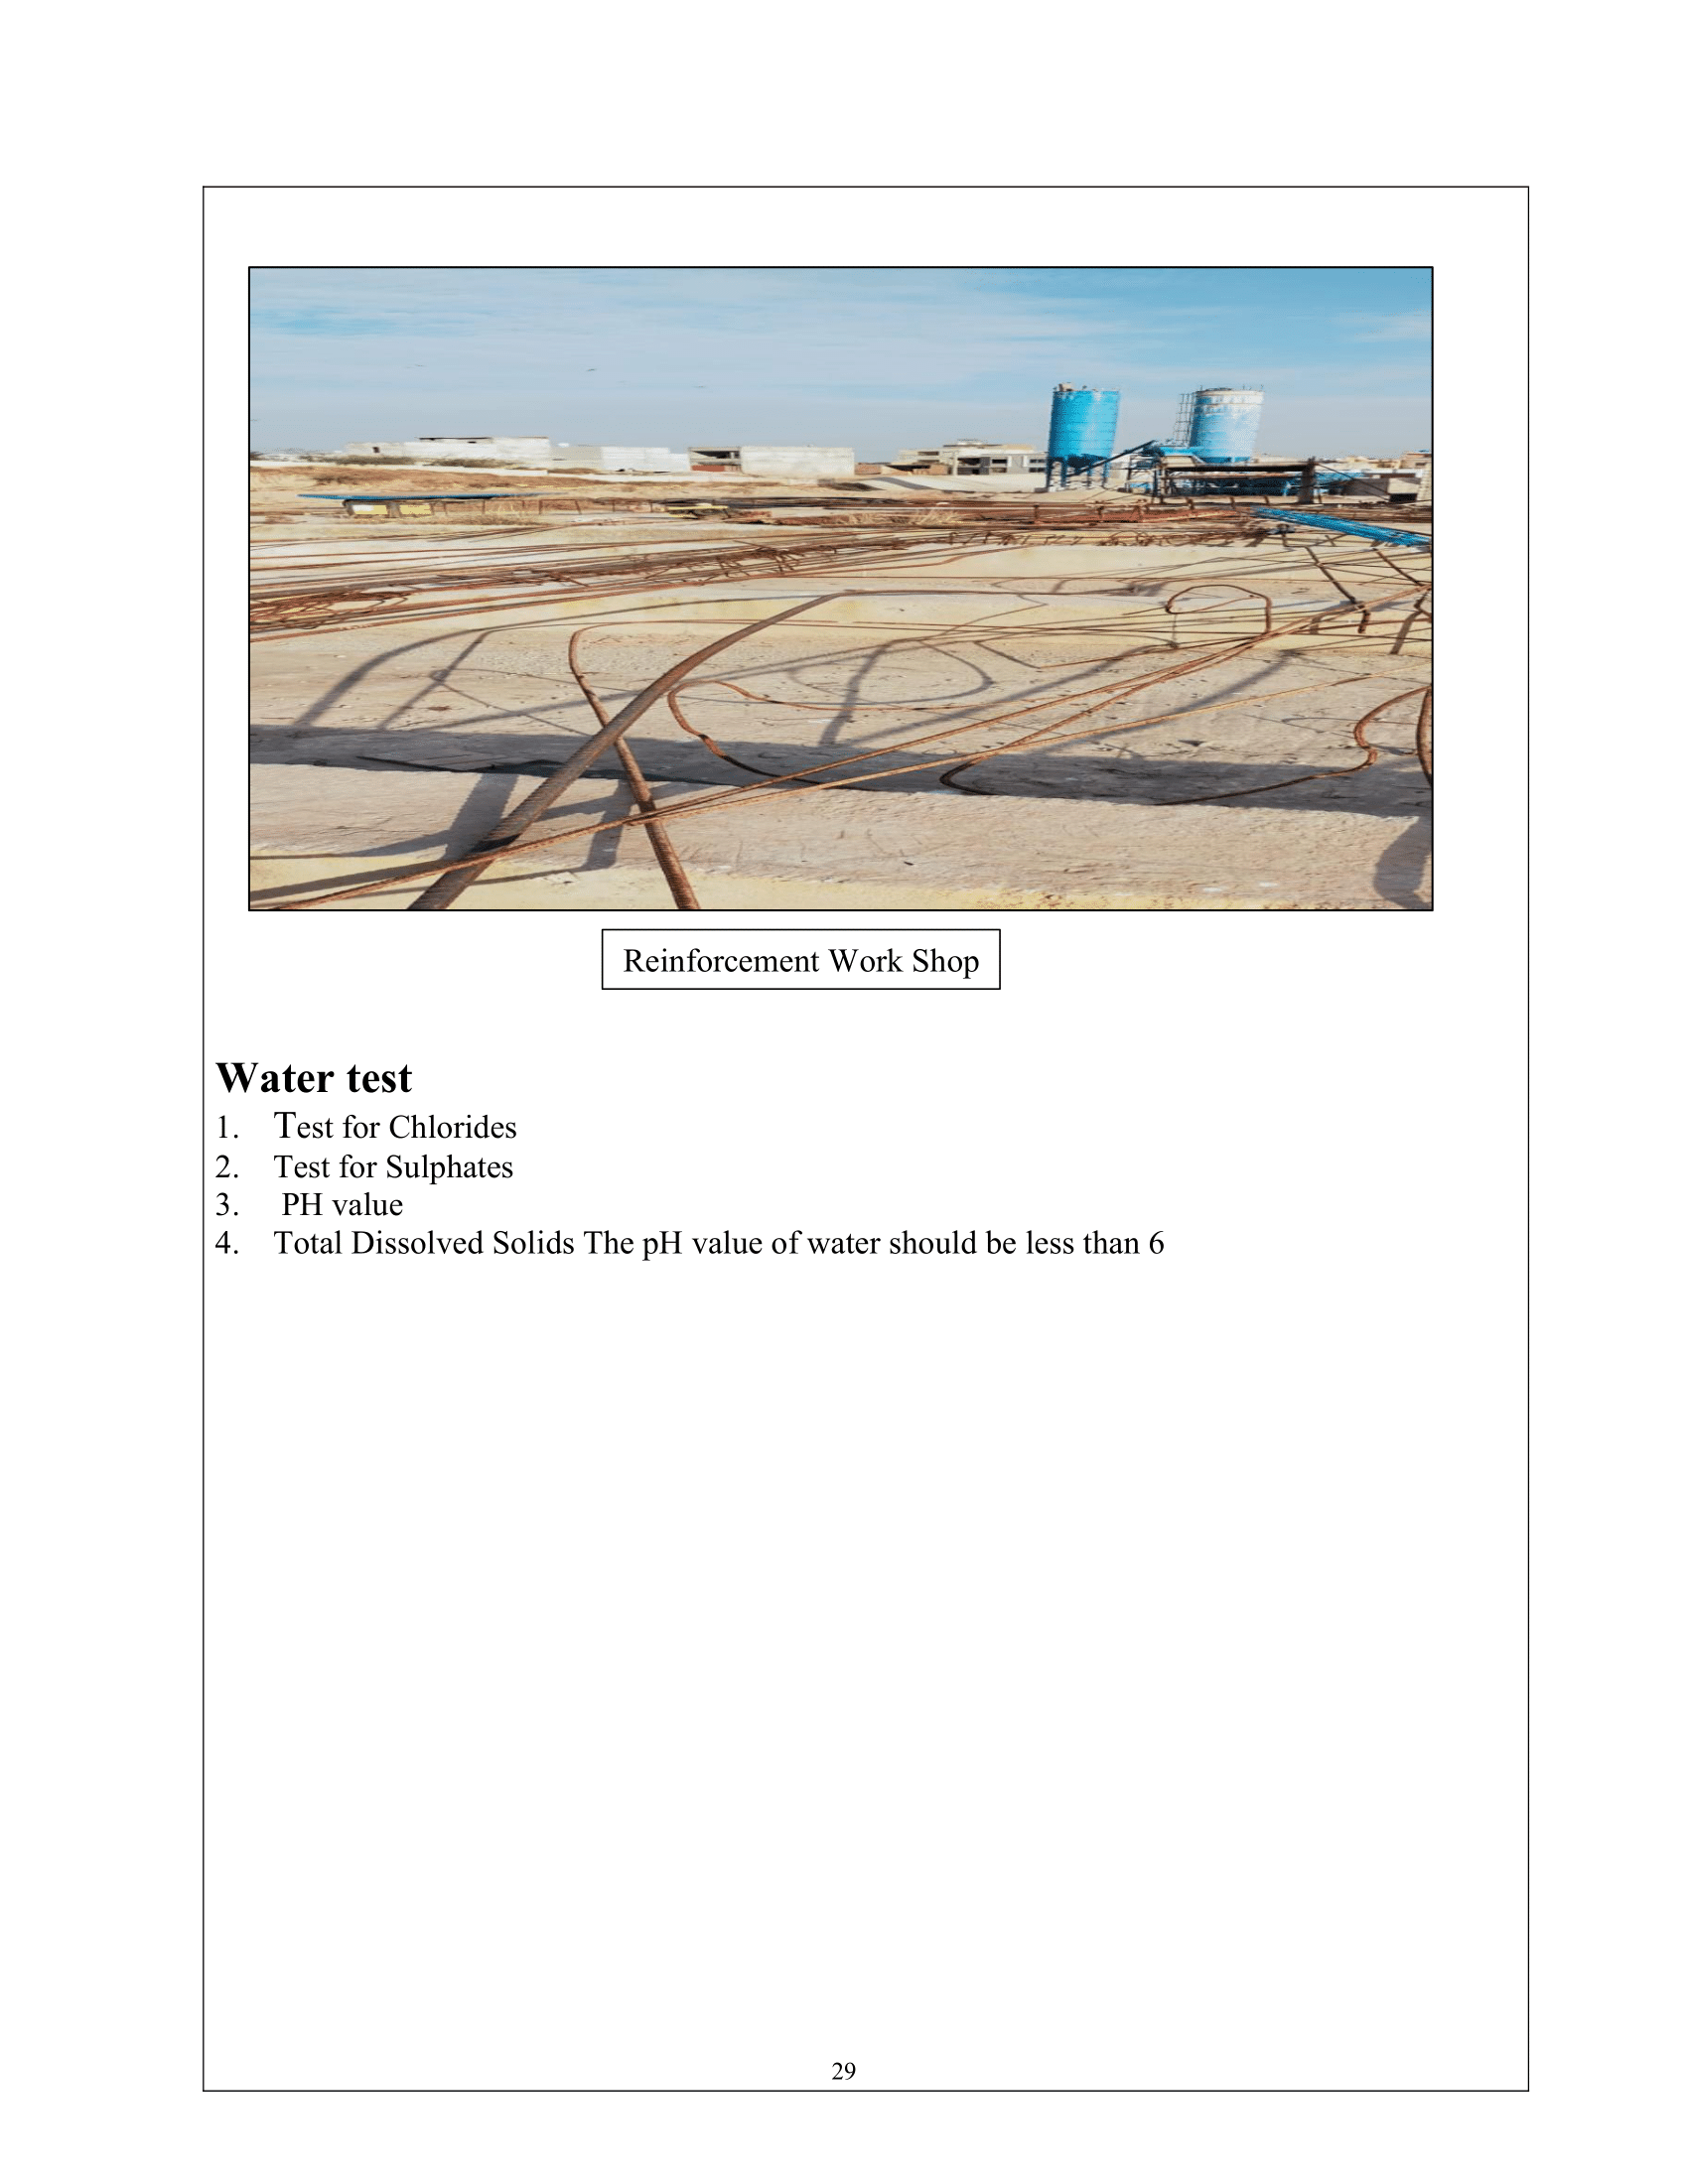 Reinforcement Work Shop
Water test
1. Test for Chlorides
2. Test for Sulphates
3. PH value
4. Total Dissolved Solids The pH value of water should be less than 6
29